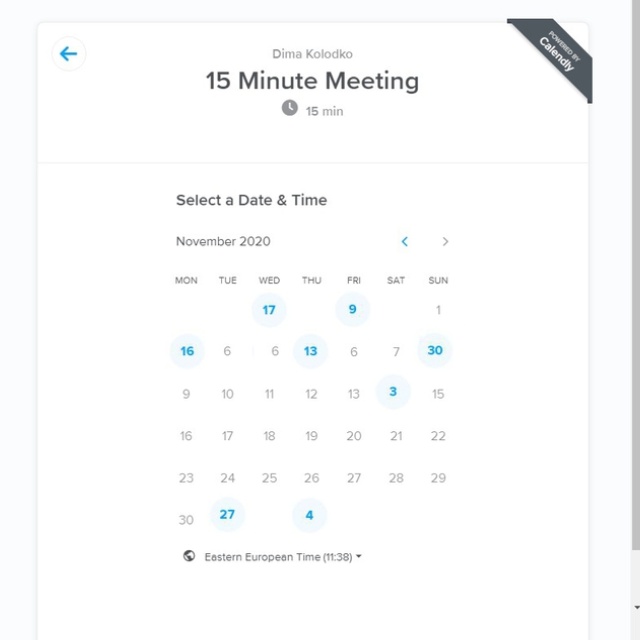 Dima Kolodko
15 Minute Meeting
15 min
POWERED BY
Calendly
Select a Date & Time
November 2020
MON TUE WED THU FRI SAT SUN
17 9 1
16 6 6 13 6 7 30
9 10 11 12 13 3 15
16 17 18 19 20 21 22
23 24 25 26 27 28 29
30 27 4
Eastern European Time (11:38)